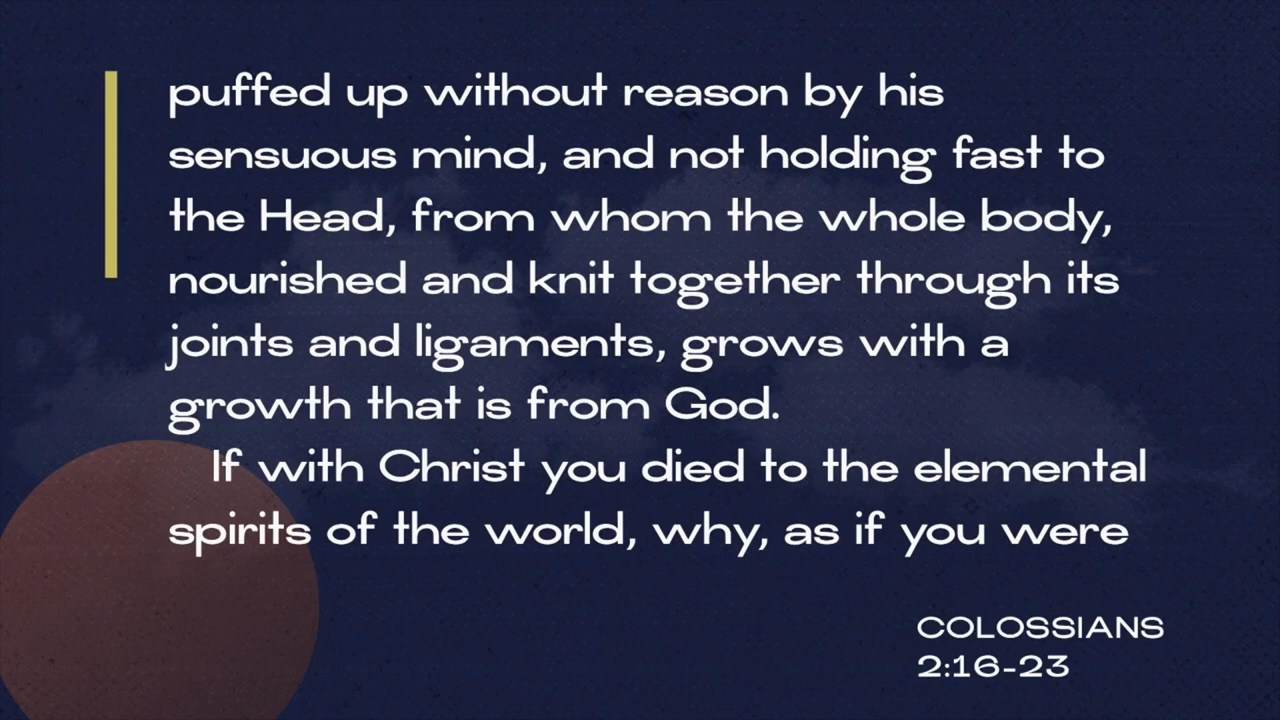 puffed up without reason by his
sensuous mind, and not holding fast to
the Head, from whom the whole body,
nourished and knit together through its
joints and ligaments, grows with a
growth that is from God.
If with Christ you died to the elemental
spirits of the world, why, as if you were
COLOSSIANS
2:16-23